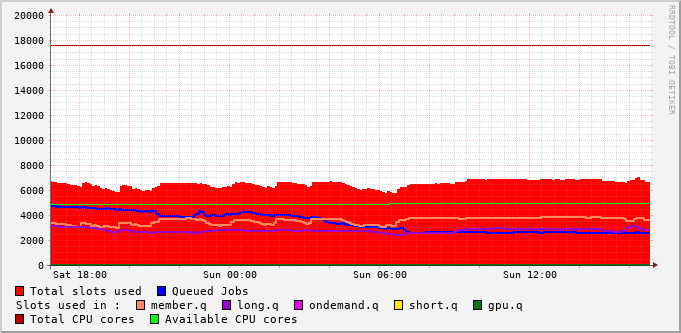 20000
18000
16000
14000
12000
10000
8000
6000
4000
2000
0
Sat 18:00 Sun 00:00 Sun 06:00 Sun 12:00
Total slots used Queued Jobs
Slots used in : member.q long.q ondemand.q short.q gpu.q
Total CPU cores Available CPU cores
RRDTOOL / TOBI OETIKER